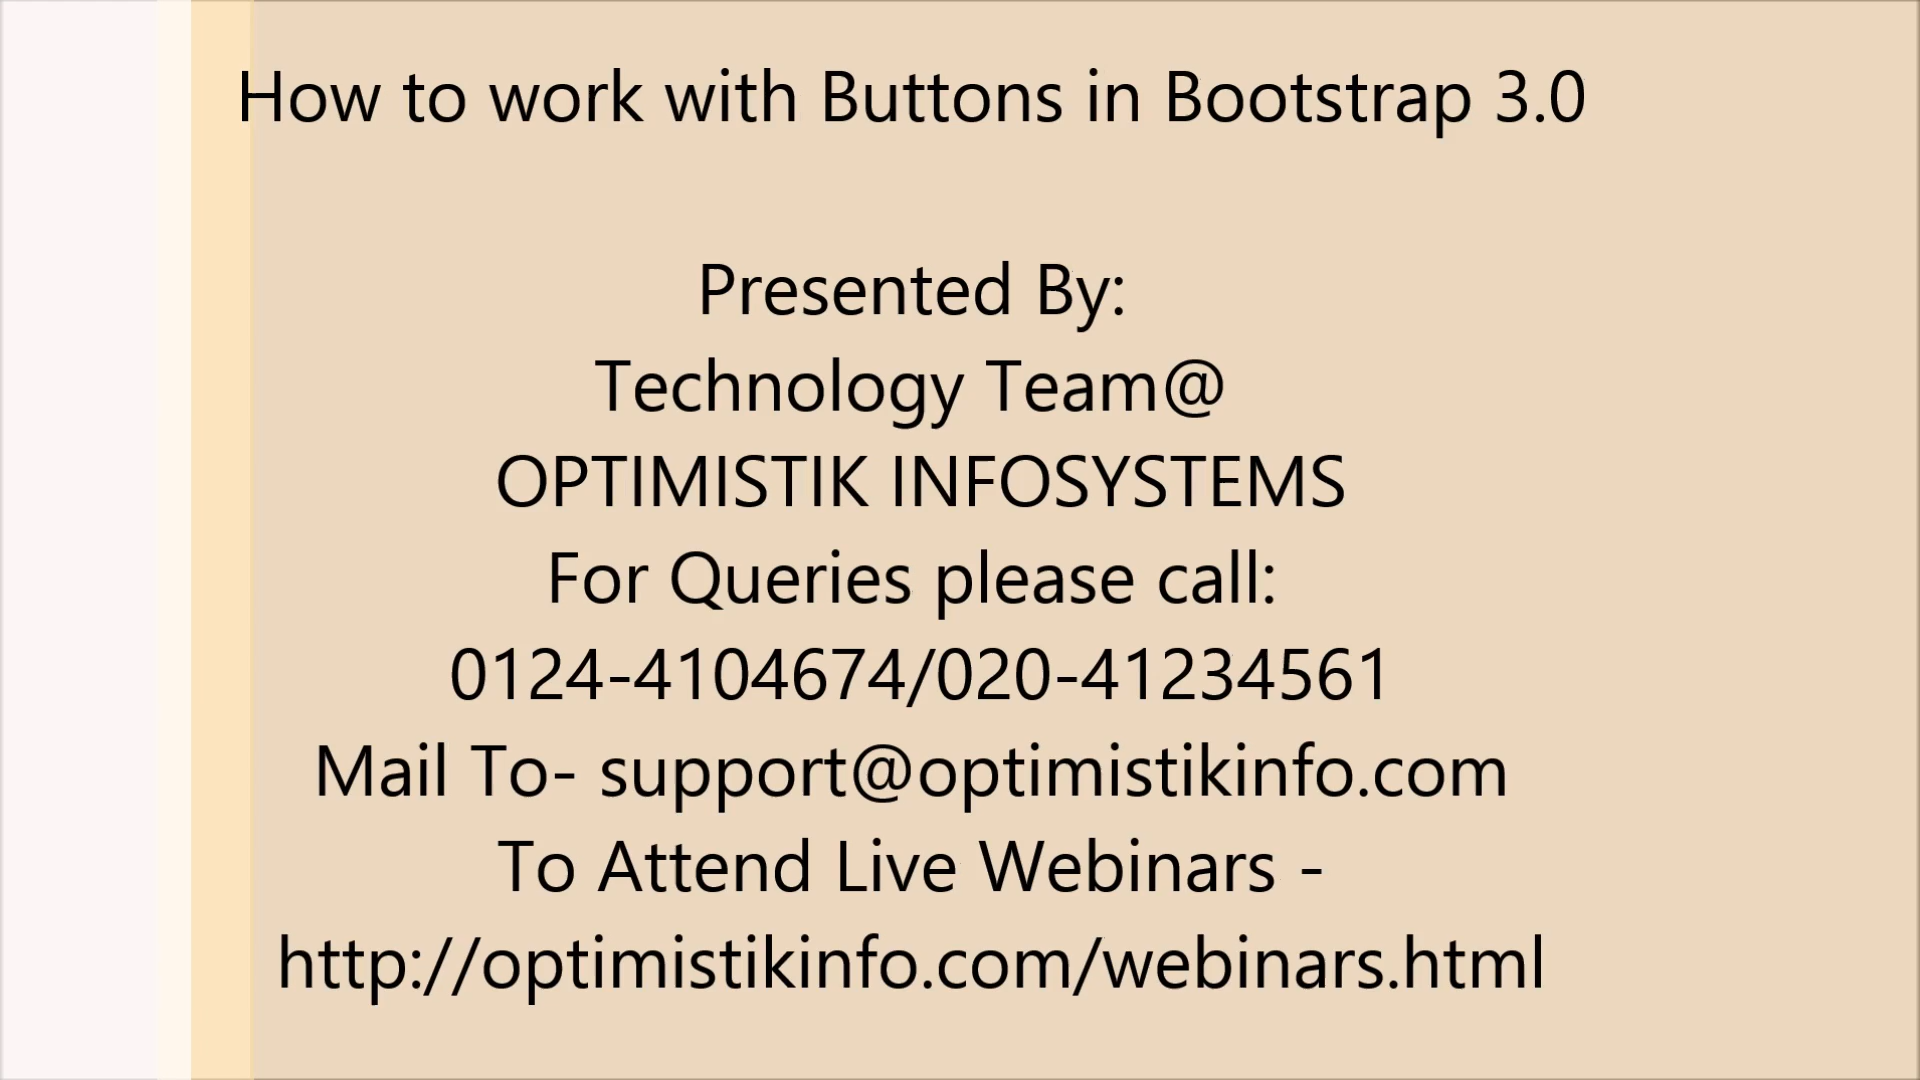 How to work with Buttons in Bootstrap 3.0
Presented By:
Technology Team@
OPTIMISTIK INFOSYSTEMS
For Queries please call:
0124-4104674/020-41234561
Mail To- support@optimistikinfo.com
To Attend Live Webinars -
http://optimistikinfo.com/webinars.html